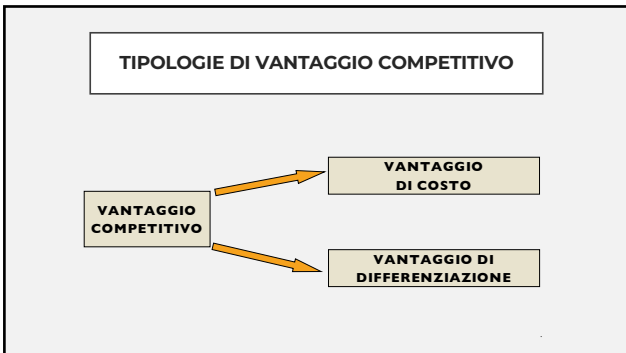 TIPOLOGIE DI VANTAGGIO COMPETITIVO
VANTAGGIO
COMPETITIVO
VANTAGGIO
DI COSTO
VANTAGGIO DI
DIFFERENZIAZIONE